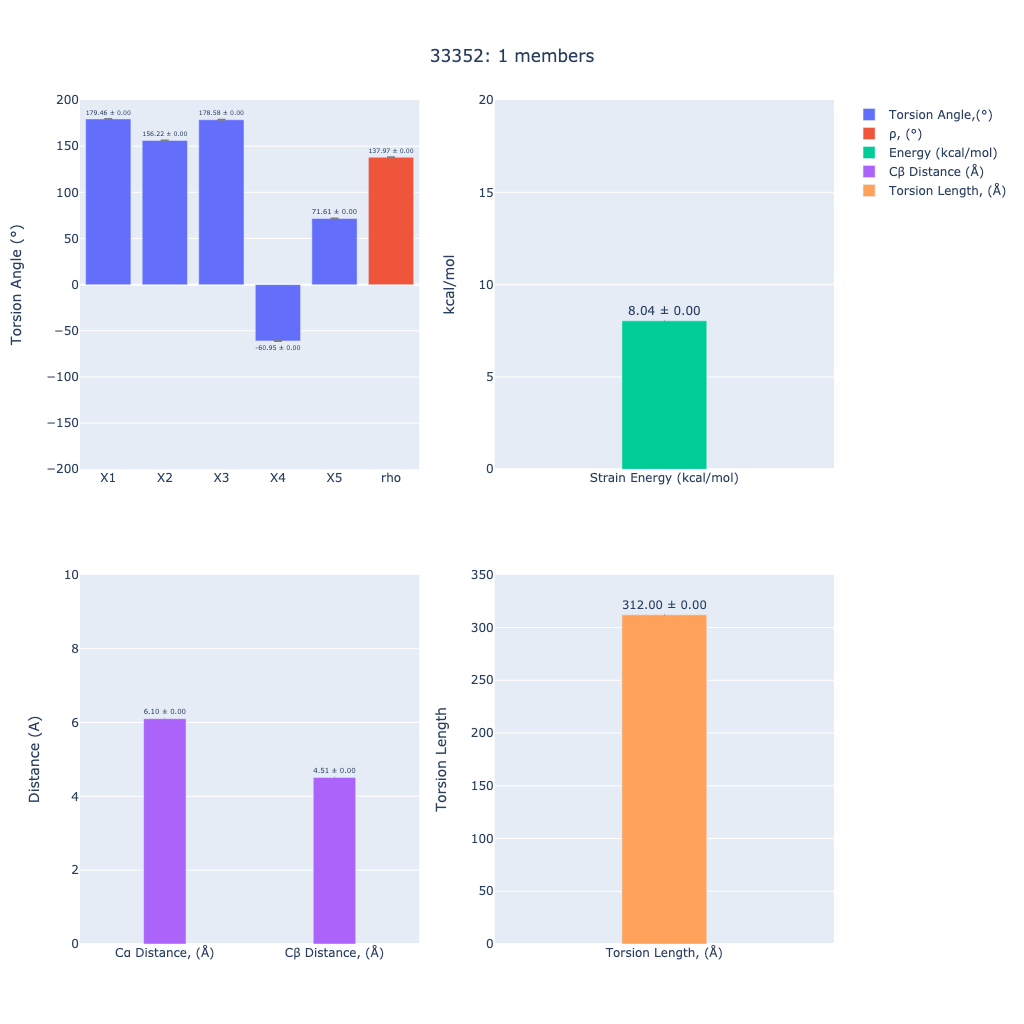 33352: 1 members
Torsion Angle (°)
200
150
100
50
0
−50
−100
−150
−200
179.46 ± 0.00
156.22 ± 0.00
178.58 ± 0.00
-60.95 ± 0.00
71.61 ± 0.00
137.97 ± 0.00
X1 X2 X3 X4 X5 rho
kcal/mol
20
15
10
5
0
8.04 ± 0.00
Strain Energy (kcal/mol)
Torsion Angle,(°)
ρ, (°)
Energy (kcal/mol)
Cβ Distance (Å)
Torsion Length, (Å)
Distance (A)
10
8
6
4
2
0
6.10 ± 0.00
4.51 ± 0.00
Cα Distance, (Å) Cβ Distance, (Å)
Torsion Length
350
300
250
200
150
100
50
0
312.00 ± 0.00
Torsion Length, (Å)